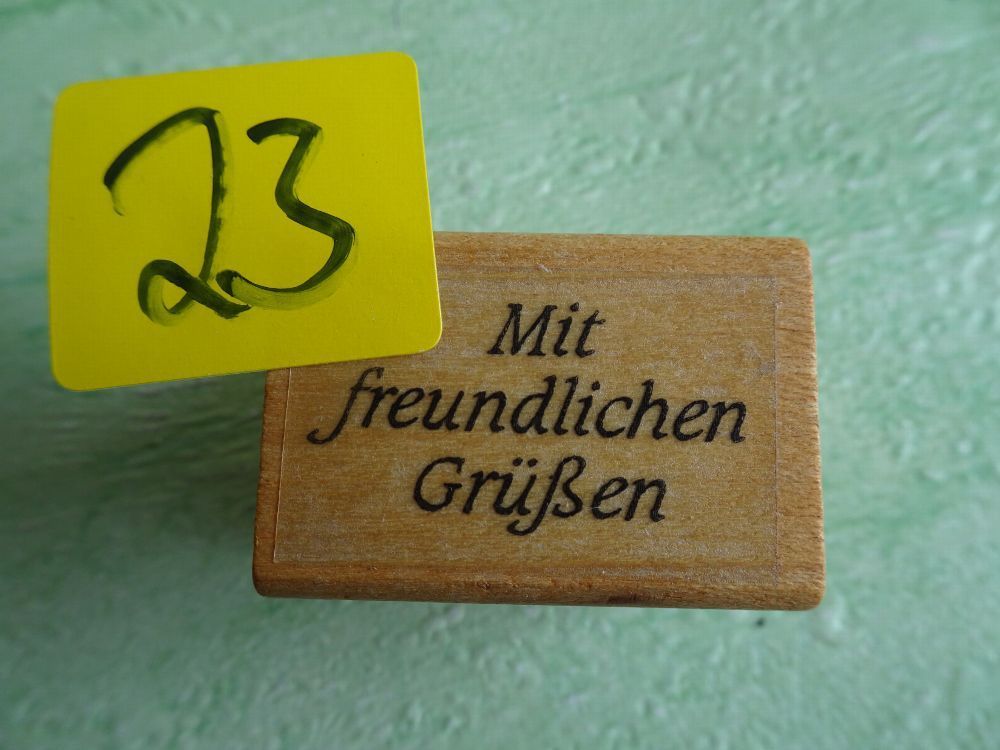 23
Mit
freundlichen
Grüßen